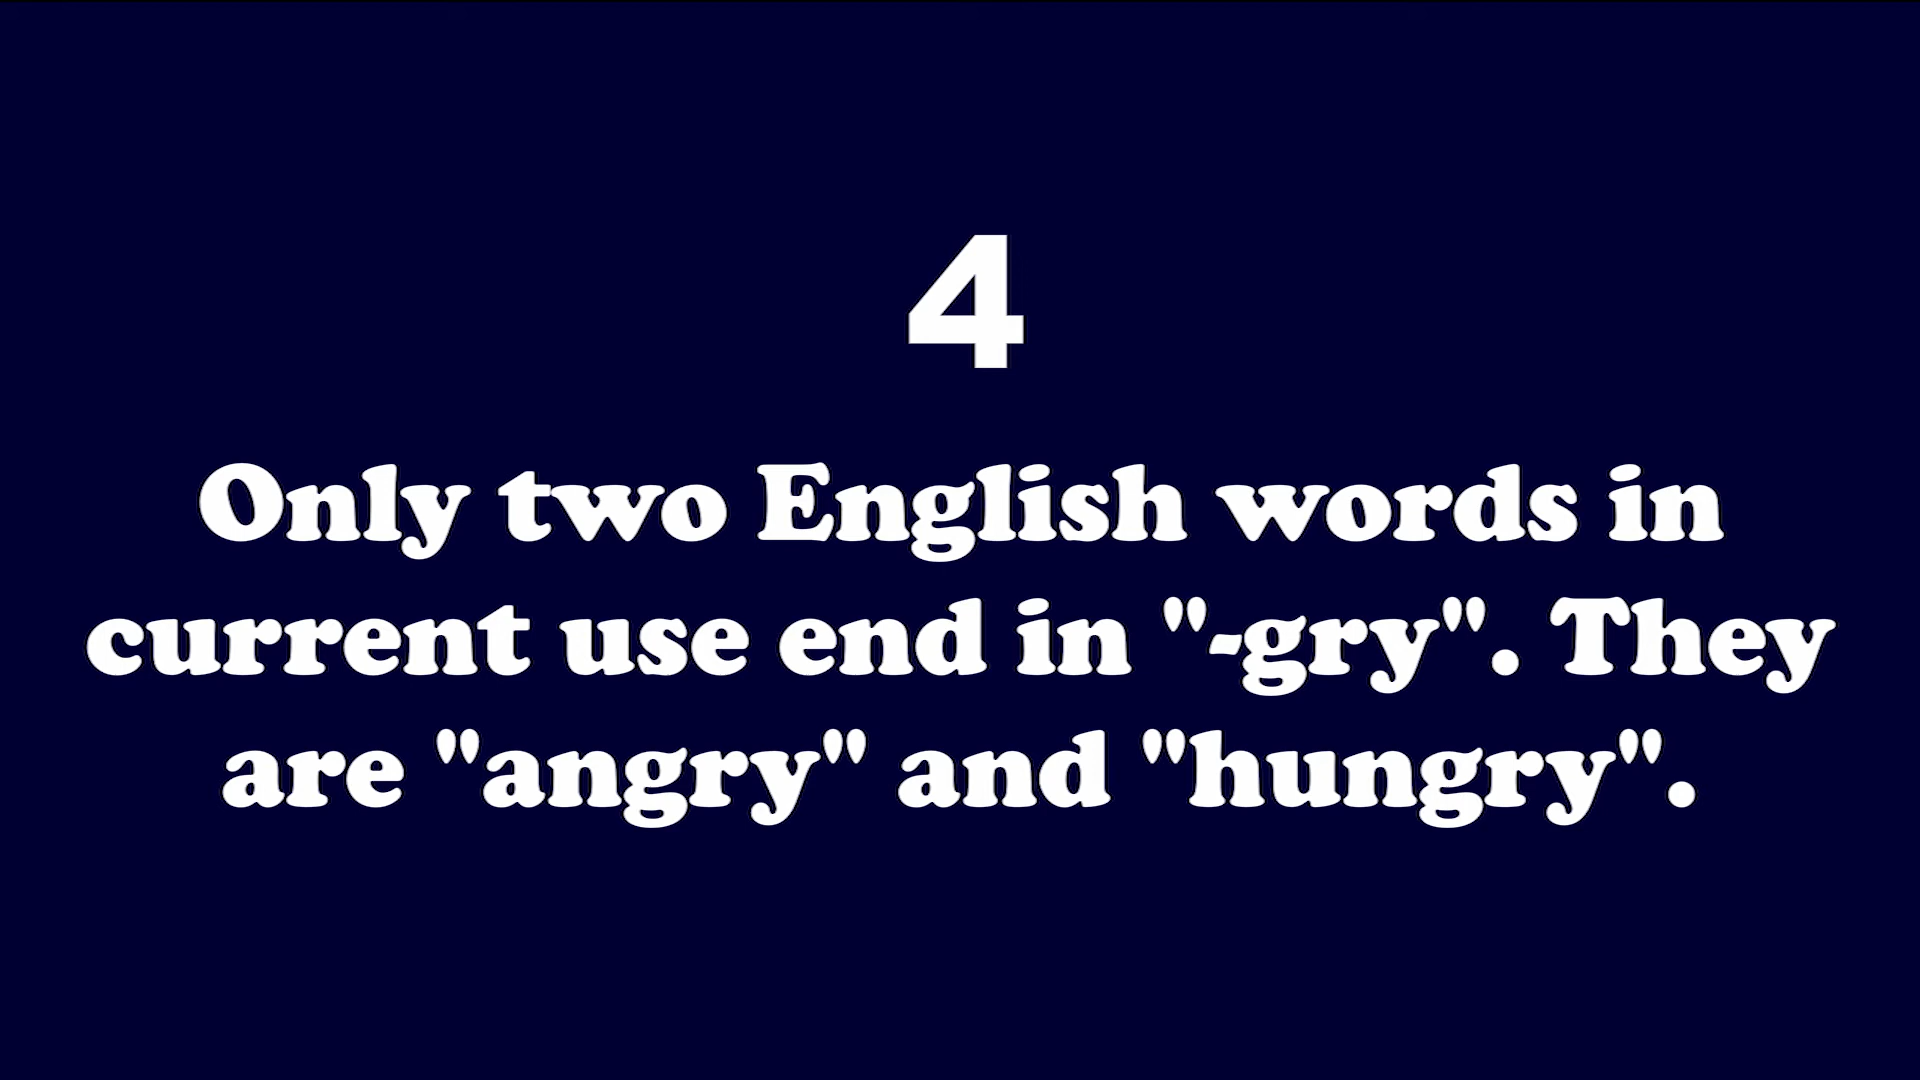 4
Only two English words in
current use end in "-gry". They
are "angry" and "hungry".